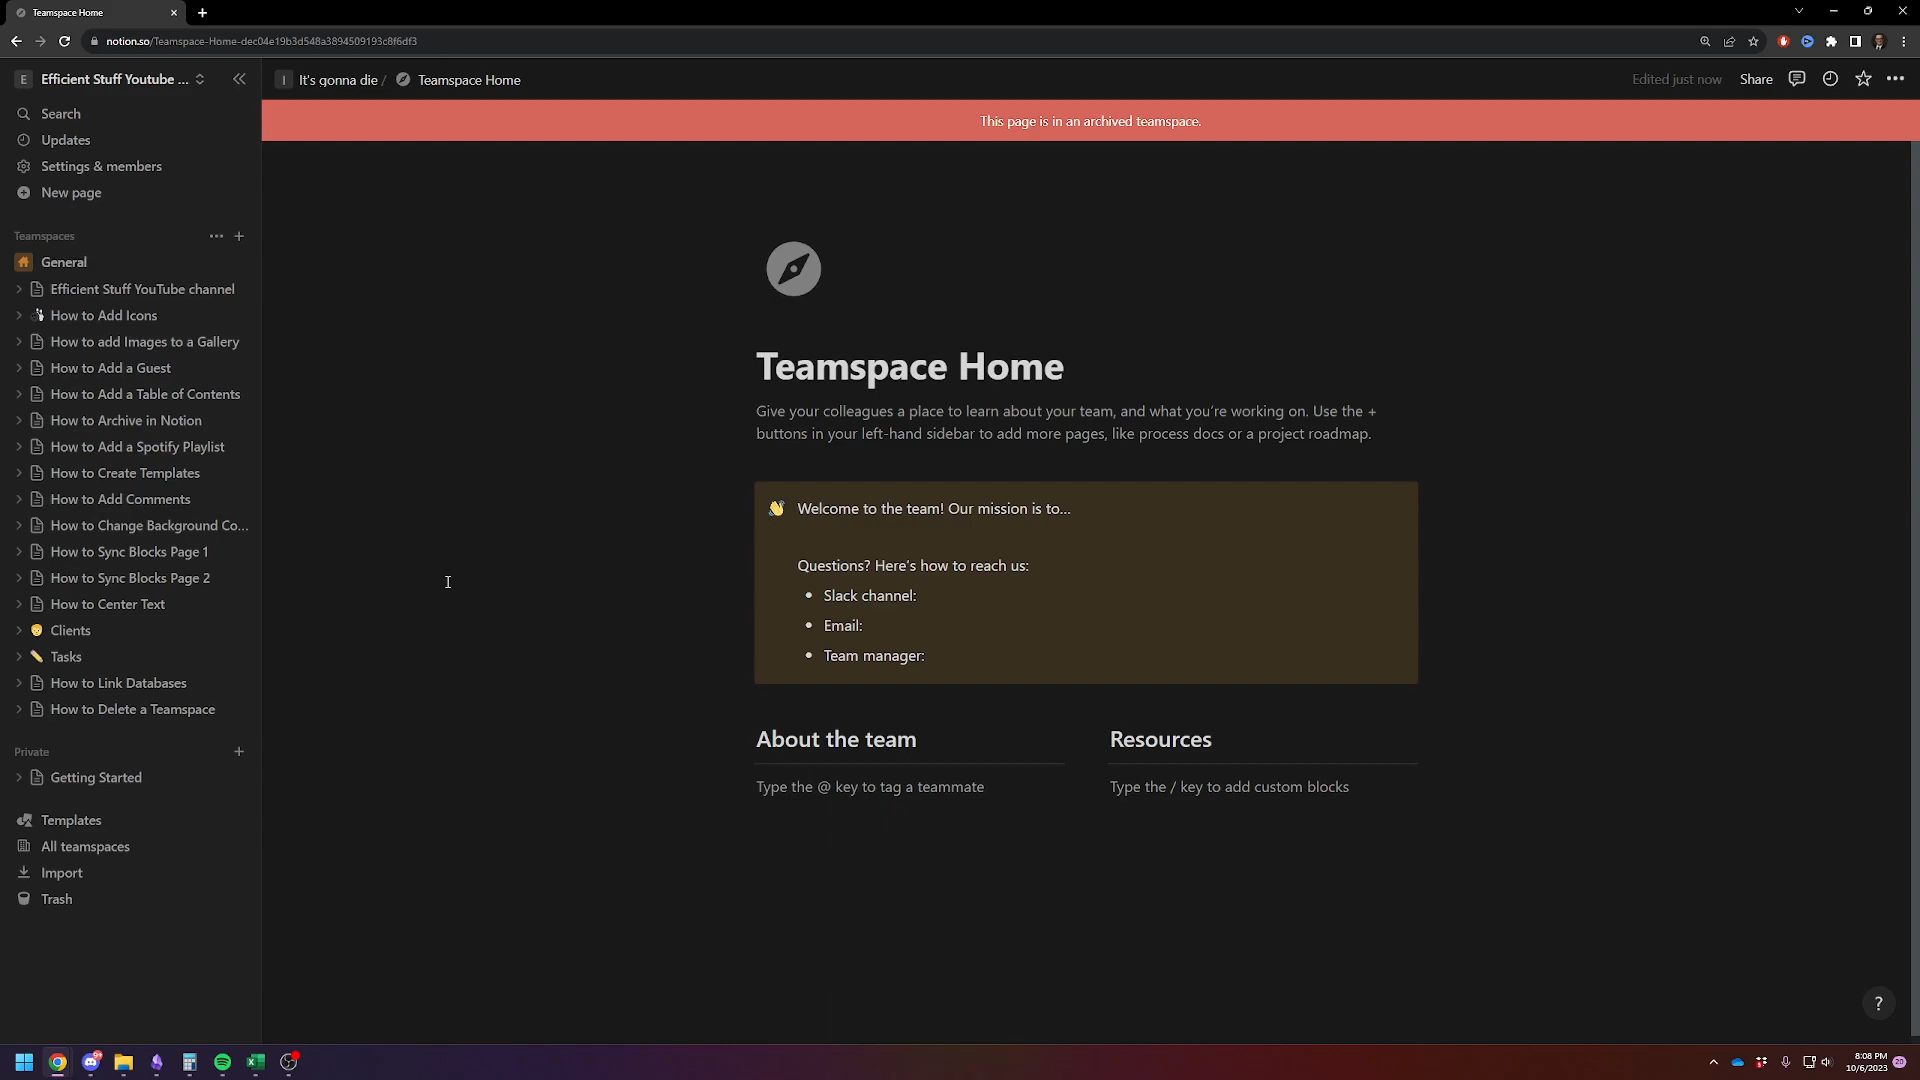 Teamspace Home
notion.so/Teamspace-Home-dec04e19b3d548a3894509193c8f6df3
E Efficient Stuff Youtube ...
I It's gonna die / Teamspace Home
Edited just now Share
Search
Updates
Settings & members
New page
This page is in an archived teamspace.
Teamspaces
General
Efficient Stuff YouTube channel
How to Add Icons
How to add Images to a Gallery
How to Add a Guest
How to Add a Table of Contents
How to Archive in Notion
How to Add a Spotify Playlist
How to Create Templates
How to Add Comments
How to Change Background Co...
How to Sync Blocks Page 1
How to Sync Blocks Page 2
How to Center Text
Clients
Tasks
How to Link Databases
How to Delete a Teamspace
Private
Getting Started
Templates
All teamspaces
Import
Trash
Teamspace Home
Give your colleagues a place to learn about your team, and what you're working on. Use the +
buttons in your left-hand sidebar to add more pages, like process docs or a project roadmap.
Welcome to the team! Our mission is to...
Questions? Here's how to reach us:
• Slack channel:
• Email:
• Team manager:
About the team
Type the @ key to tag a teammate
Resources
Type the / key to add custom blocks
?
8:08 PM
10/6/2023
20